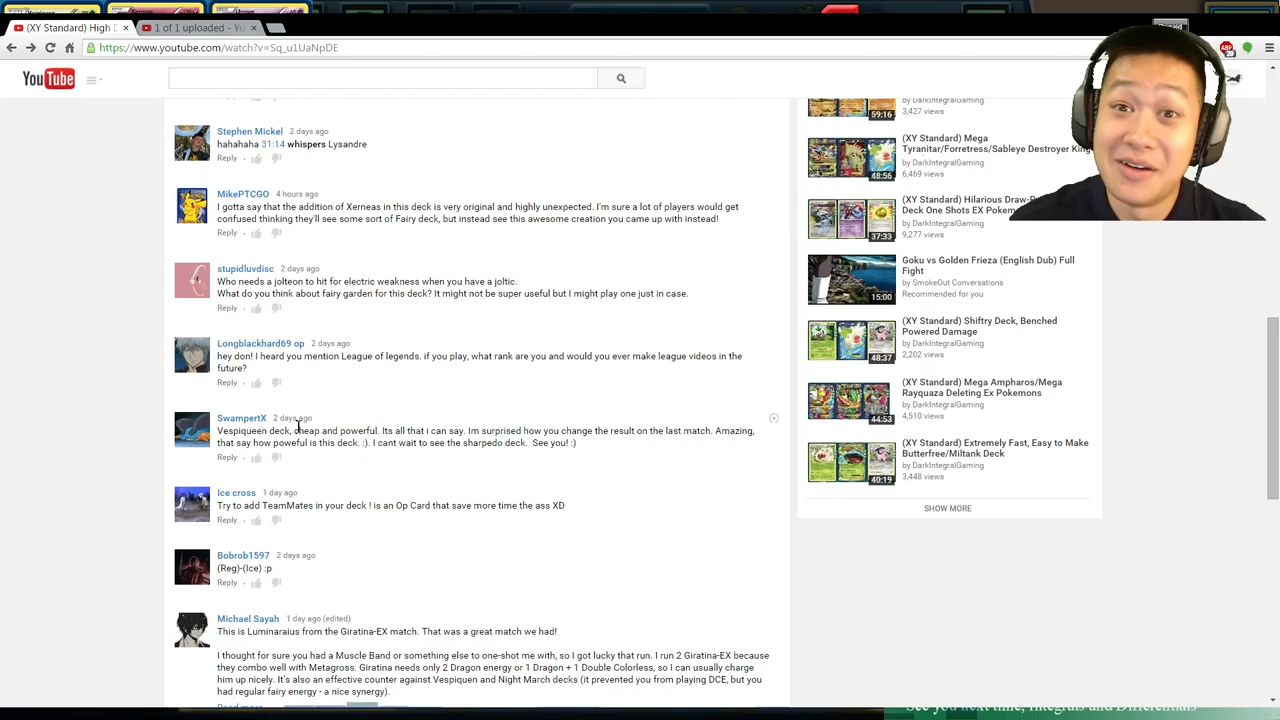 (XY Standard) High
1 of 1 uploaded - Yo
https://www.youtube.com/watch?v=Sq_u1UaNpDE
YouTube
Stephen Mickel 2 days ago
hahahaha 31:14 whispers Lysandre
Reply
MikePTCGO 4 hours ago
I gotta say that the addition of Xerneas in this deck is very original and highly unexpected. I'm sure a lot of players would get
confused thinking they'll see some sort of Fairy deck, but instead see this awesome creation you came up with instead!
Reply
stupidluvdisc 2 days ago
Who needs a jolteon to hit for electric weakness when you have a joltic.
What do you think about fairy garden for this deck? It might not be super useful but I might play one just in case.
Reply
Longblackhard69 op 2 days ago
hey don! I heard you mention League of legends. if you play, what rank are you and would you ever make league videos in the
future?
Reply
SwampertX 2 days ago
Vespiqueen deck, cheap and powerful. Its all that i can say. Im surprised how you change the result on the last match. Amazing,
that say how poweful is this deck. :). I cant wait to see the sharpedo deck. See you! :)
Reply
Ice cross 1 day ago
Try to add TeamMates in your deck ! is an Op Card that save more time the ass XD
Reply
Bobrob1597 2 days ago
(Reg)-(Ice) :p
Reply
Michael Sayah 1 day ago (edited)
This is Luminaraius from the Giratina-EX match. That was a great match we had!
I thought for sure you had a Muscle Band or something else to one-shot me with, so I got lucky that run. I run 2 Giratina-EX because
they combo well with Metagross. Giratina needs only 2 Dragon energy or 1 Dragon + 1 Double Colorless, so I can usually charge
him up nicely. It's also an effective counter against Vespiquen and Night March decks (it prevented you from playing DCE, but you
had regular fairy energy - a nice synergy).
Read more
by DarkIntegralGaming
3,427 views
59:16
(XY Standard) Mega
Tyranitar/Forretress/Sableye Destroyer King
by DarkIntegralGaming
6,469 views
48:56
(XY Standard) Hilarious Draw-
Deck One Shots EX Pokem
by DarkIntegralGaming
9,277 views
37:33
Goku vs Golden Frieza (English Dub) Full
Fight
by SmokeOut Conversations
Recommended for you
15:00
(XY Standard) Shiftry Deck, Benched
Powered Damage
by DarkIntegralGaming
2,202 views
48:37
(XY Standard) Mega Ampharos/Mega
Rayquaza Deleting Ex Pokemons
by DarkIntegralGaming
4,510 views
44:53
(XY Standard) Extremely Fast, Easy to Make
Butterfree/Miltank Deck
by DarkIntegralGaming
3,448 views
40:19
SHOW MORE
See you next time, Integrals and Differentials